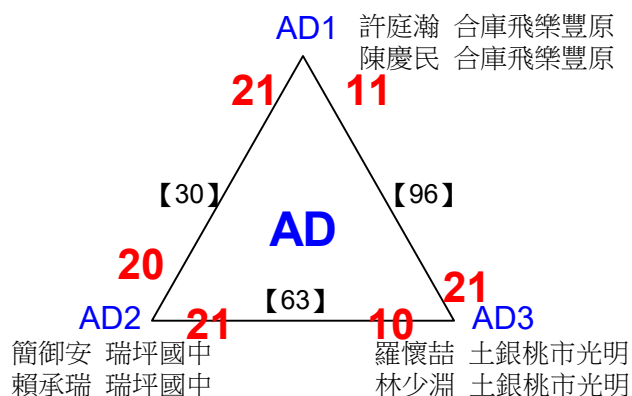 AD1 許庭瀚 合庫飛樂豐原
陳慶民 合庫飛樂豐原
21 11
【30】 【96】
AD
20 21
【63】
AD2 21 10 AD3
簡御安 瑞坪國中 羅懷喆 土銀桃市光明
賴承瑞 瑞坪國中 林少淵 土銀桃市光明